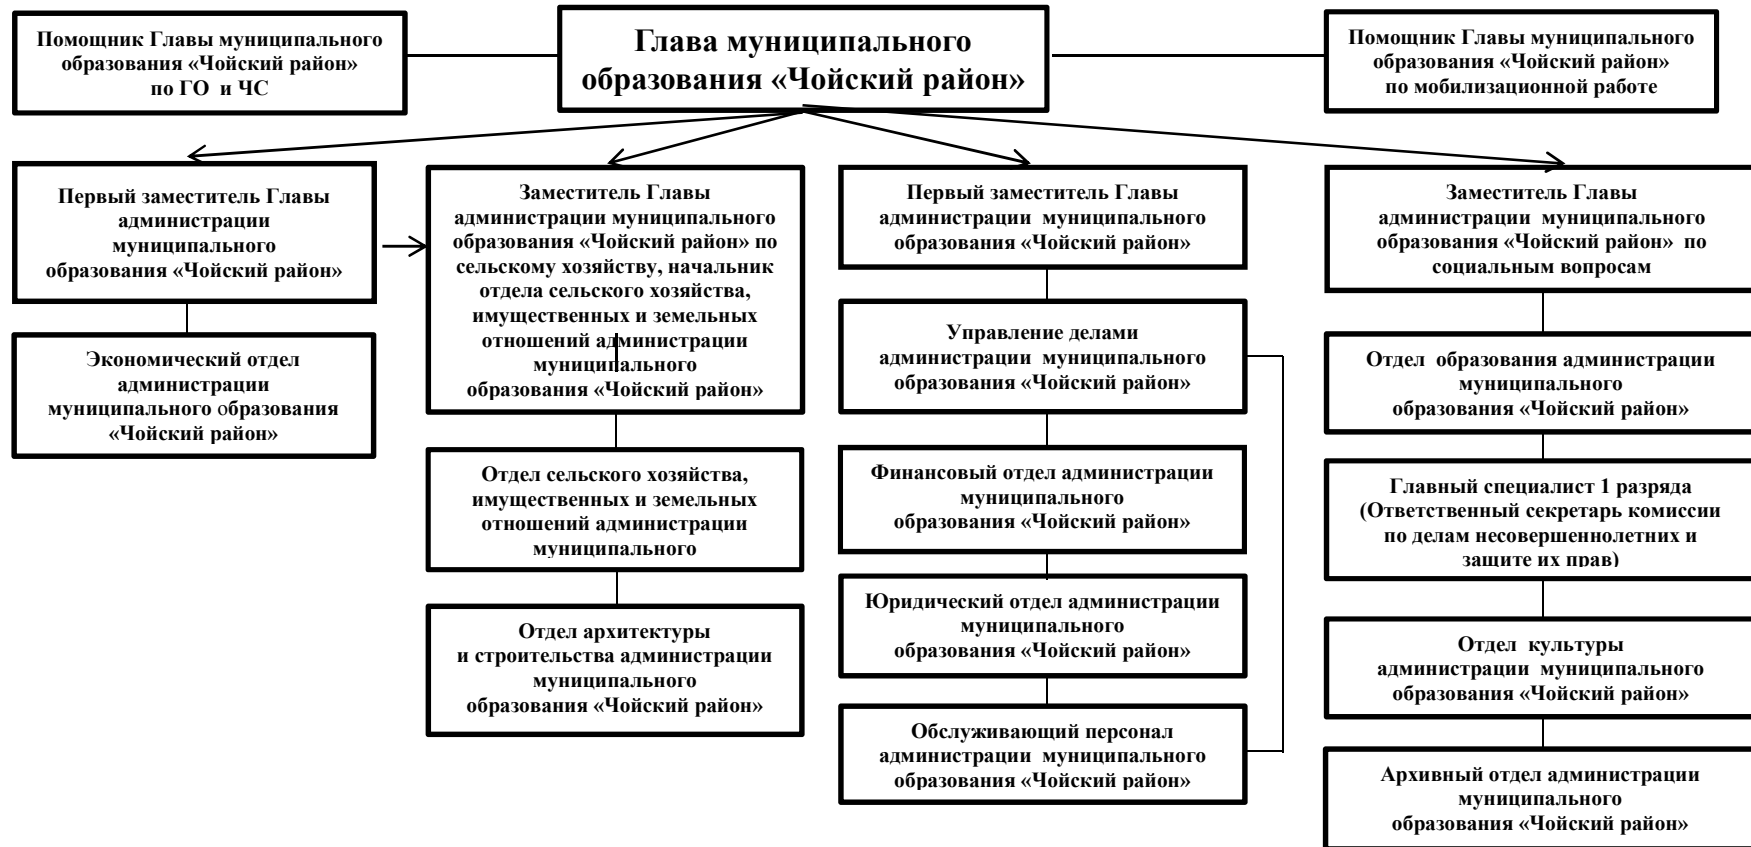 Помощник Главы муниципального
образования «Чойский район»
по ГО и ЧС
Глава муниципального
образования «Чойский район»
Помощник Главы муниципального
образования «Чойский район»
по мобилизационной работе
Первый заместитель Главы
администрации
муниципального
образования «Чойский район»
Экономический отдел
администрации
муниципального образования
«Чойский район»
Заместитель Главы
администрации муниципального
образования «Чойский район» по
сельскому хозяйству, начальник
отдела сельского хозяйства,
имущественных и земельных
отношений администрации
муниципального
образования «Чойский район»
Отдел сельского хозяйства,
имущественных и земельных
отношений администрации
муниципального
Отдел архитектуры
и строительства администрации
муниципального
образования «Чойский район»
Первый заместитель Главы
администрации муниципального
образования «Чойский район»
Управление делами
администрации муниципального
образования «Чойский район»
Финансовый отдел администрации
муниципального
образования «Чойский район»
Юридический отдел администрации
муниципального
образования «Чойский район»
Обслуживающий персонал
администрации муниципального
образования «Чойский район»
Заместитель Главы
администрации муниципального
образования «Чойский район» по
социальным вопросам
Отдел образования администрации
муниципального
образования «Чойский район»
Главный специалист 1 разряда
(Ответственный секретарь комиссии
по делам несовершеннолетних и
защите их прав)
Отдел культуры
администрации муниципального
образования «Чойский район»
Архивный отдел администрации
муниципального
образования «Чойский район»